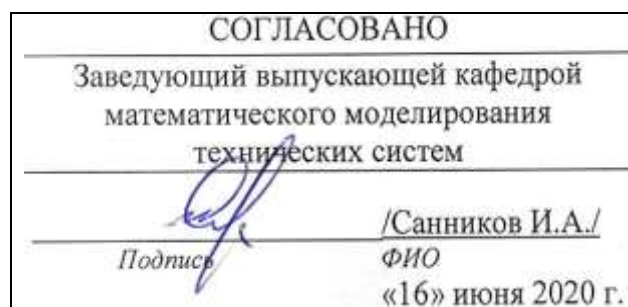 СОГЛАСОВАНО
Заведующий выпускающей кафедрой
математического моделирования
технических систем
/Санников И.А./
Подпись ФИО
«16» июня 2020 г.